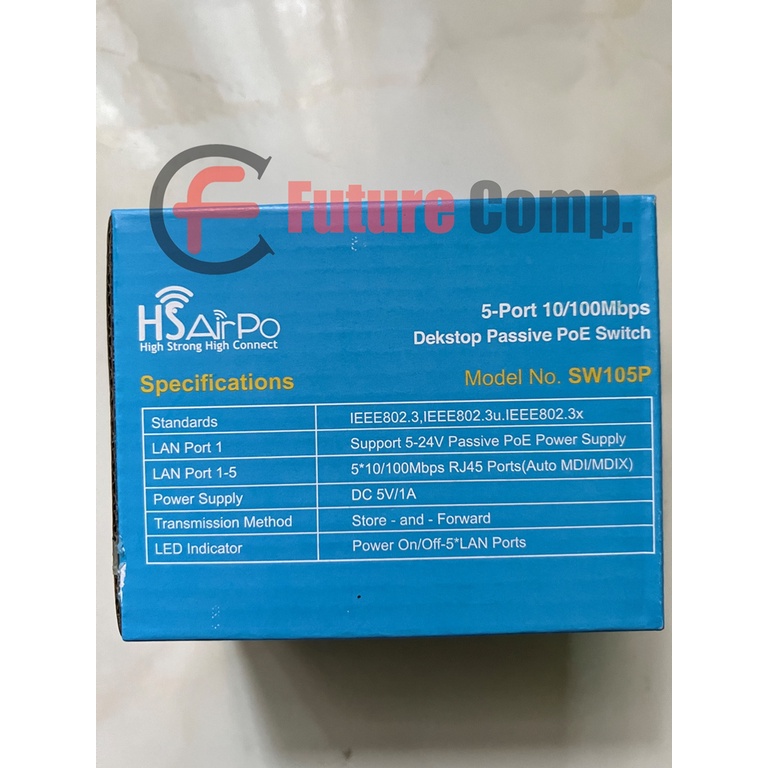 Future Comp.
HSAirPo
High Strong High Connect
5-Port 10/100Mbps
Dekstop Passive PoE Switch
Specifications
Model No. SW105P
Standards IEEE802.3,IEEE802.3u.IEEE802.3x
LAN Port 1 Support 5-24V Passive PoE Power Supply
LAN Port 1-5 5*10/100Mbps RJ45 Ports(Auto MDI/MDIX)
Power Supply DC 5V/1A
Transmission Method Store - and - Forward
LED Indicator Power On/Off-5*LAN Ports